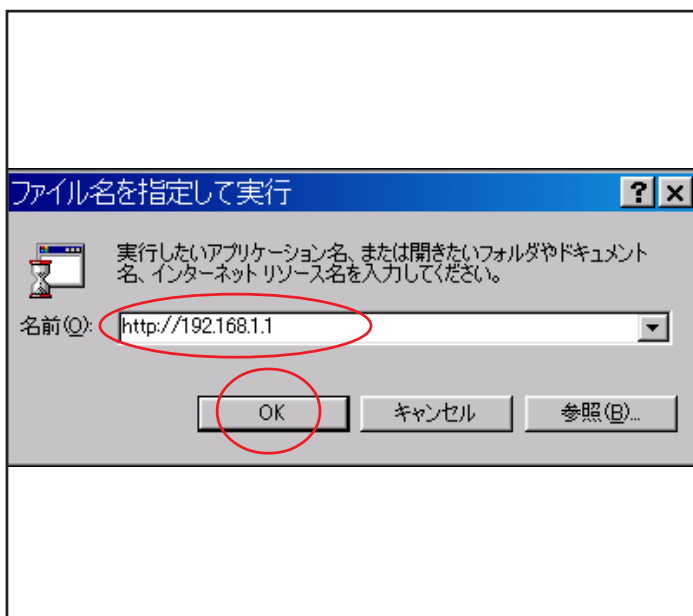 ファイル名を指定して実行
実行したいアプリケーション名、または開きたいフォルダやドキュメント
名、インターネット リソース名を入力してください。
名前(O): http://192.168.1.1
OK キャンセル 参照(B)...